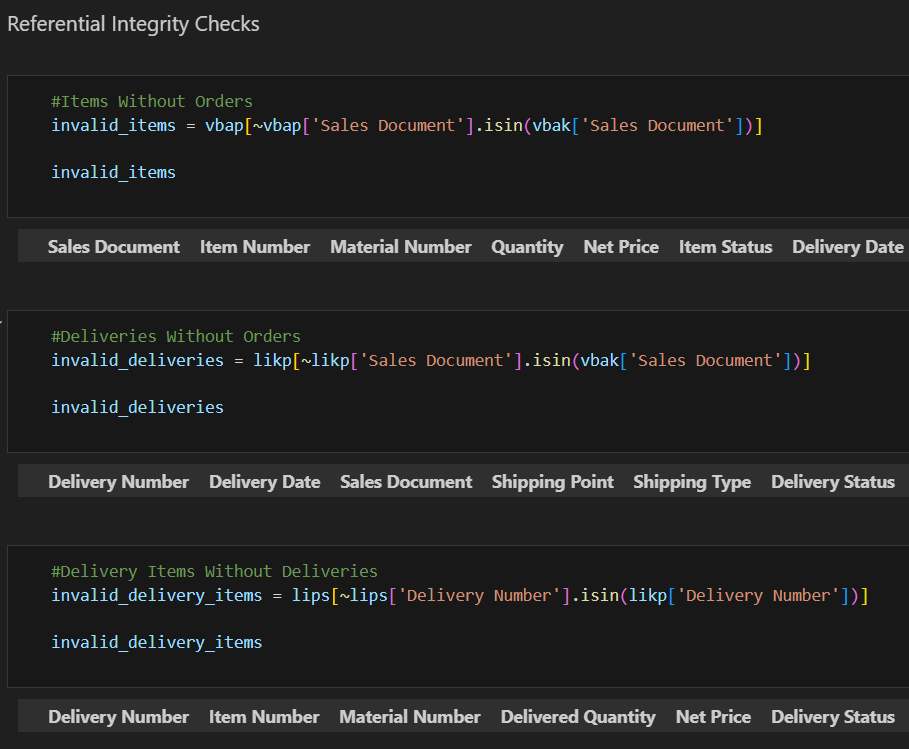 Referential Integrity Checks
#Items Without Orders
invalid_items = vbap[~vbap['Sales Document'].isin(vbak['Sales Document'])]
invalid_items
Sales Document Item Number Material Number Quantity Net Price Item Status Delivery Date
#Deliveries Without Orders
invalid_deliveries = likp[~likp['Sales Document'].isin(vbak['Sales Document'])]
invalid_deliveries
Delivery Number Delivery Date Sales Document Shipping Point Shipping Type Delivery Status
#Delivery Items Without Deliveries
invalid_delivery_items = lips[~lips['Delivery Number'].isin(likp['Delivery Number'])]
invalid_delivery_items
Delivery Number Item Number Material Number Delivered Quantity Net Price Delivery Status